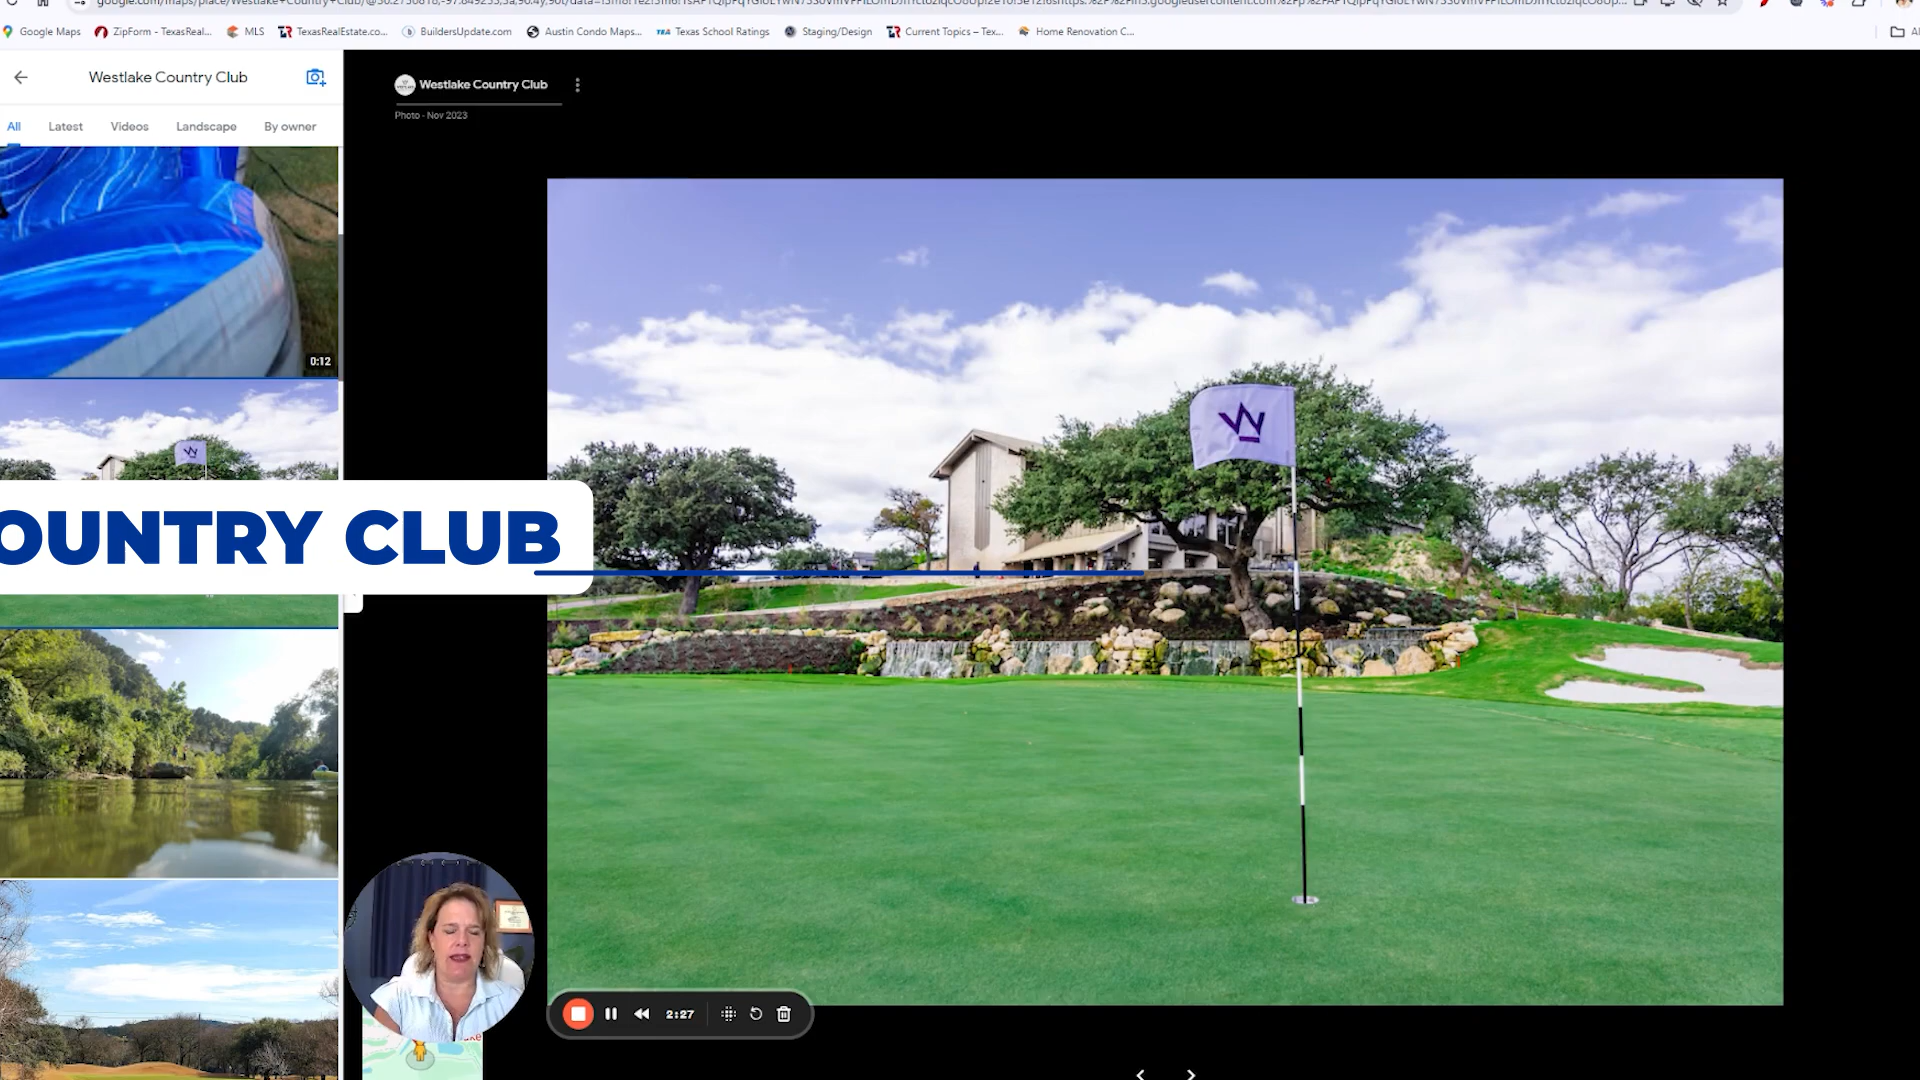 Google Maps
ZipForm - TexasReal...
MLS
TexasRealEstate.co...
BuildersUpdate.com
Austin Condo Maps...
TEA Texas School Ratings
Staging/Design
Current Topics – Tex...
Home Renovation C...
Westlake Country Club
Westlake Country Club
Photo - Nov 2023
All
Latest
Videos
Landscape
By owner
0:12
W
W
OUNTRY CLUB
2:27